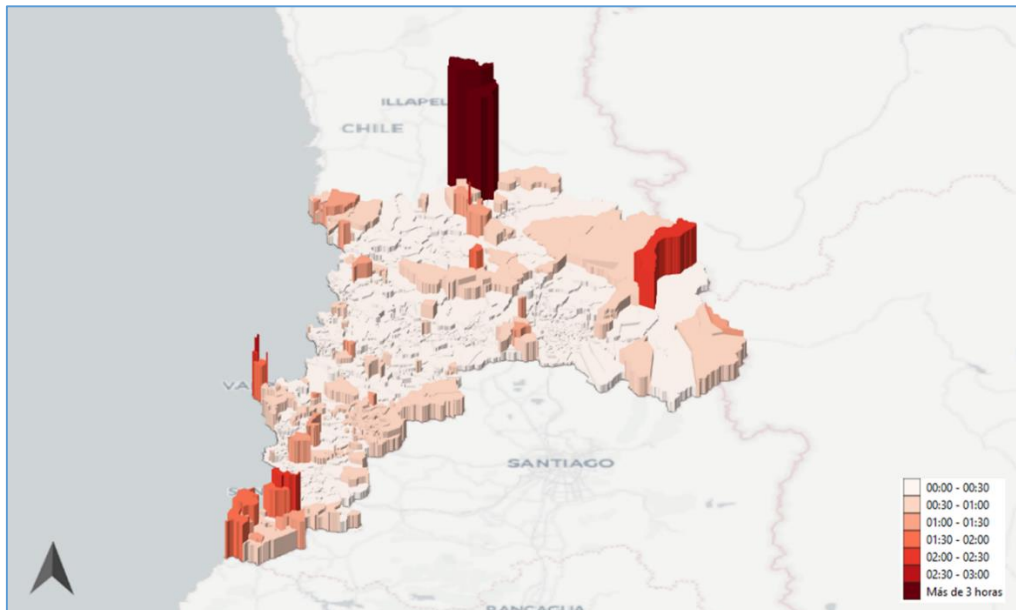 ILLAPEL
CHILE
VA
SANTIAGO
S
RANCAGUA
00:00 - 00:30
00:30 - 01:00
01:00 - 01:30
01:30 - 02:00
02:00 - 02:30
02:30 - 03:00
Más de 3 horas